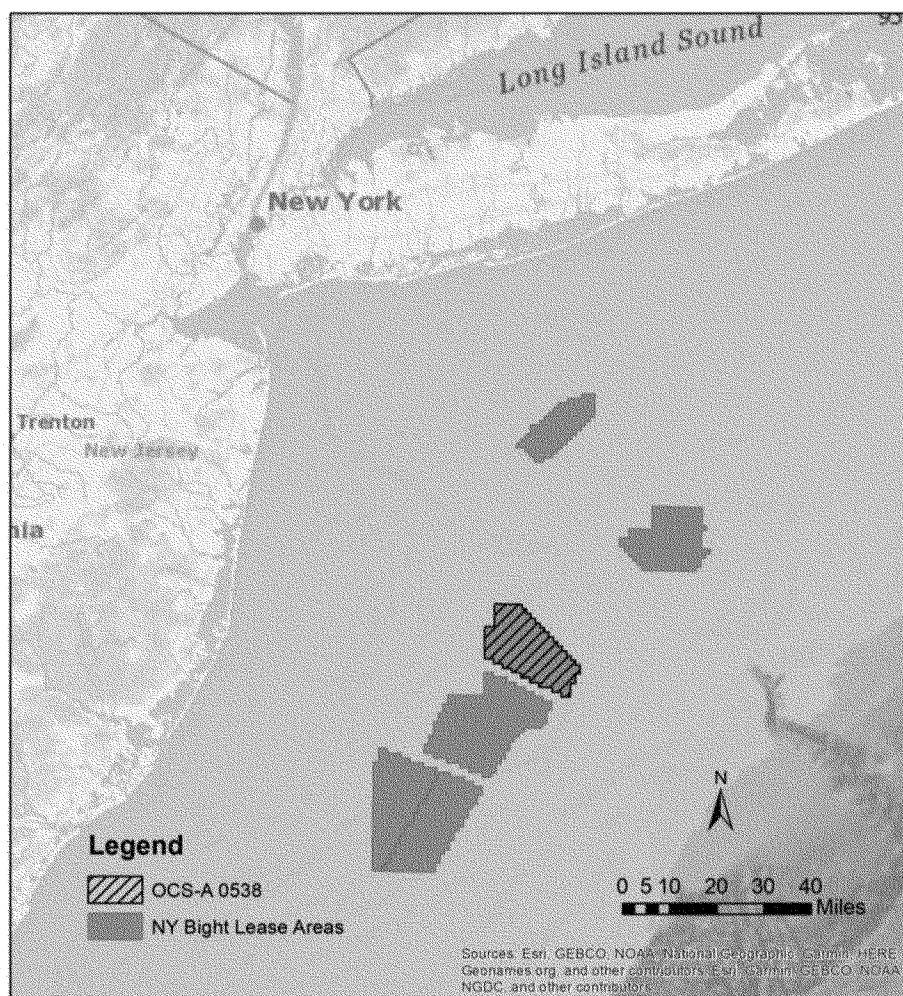 95
Long Island Sound
New York
Trenton
New Jersey
nia
N
Legend
OCS-A 0538
NY Bight Lease Areas
0 5 10 20 30 40
Miles
Sources: Esri, GEBCO, NOAA, National Geographic, Garmin, HERE,
Geonames.org, and other contributors, Esri, Garmin, GEBCO, NOAA
NGDC, and other contributors